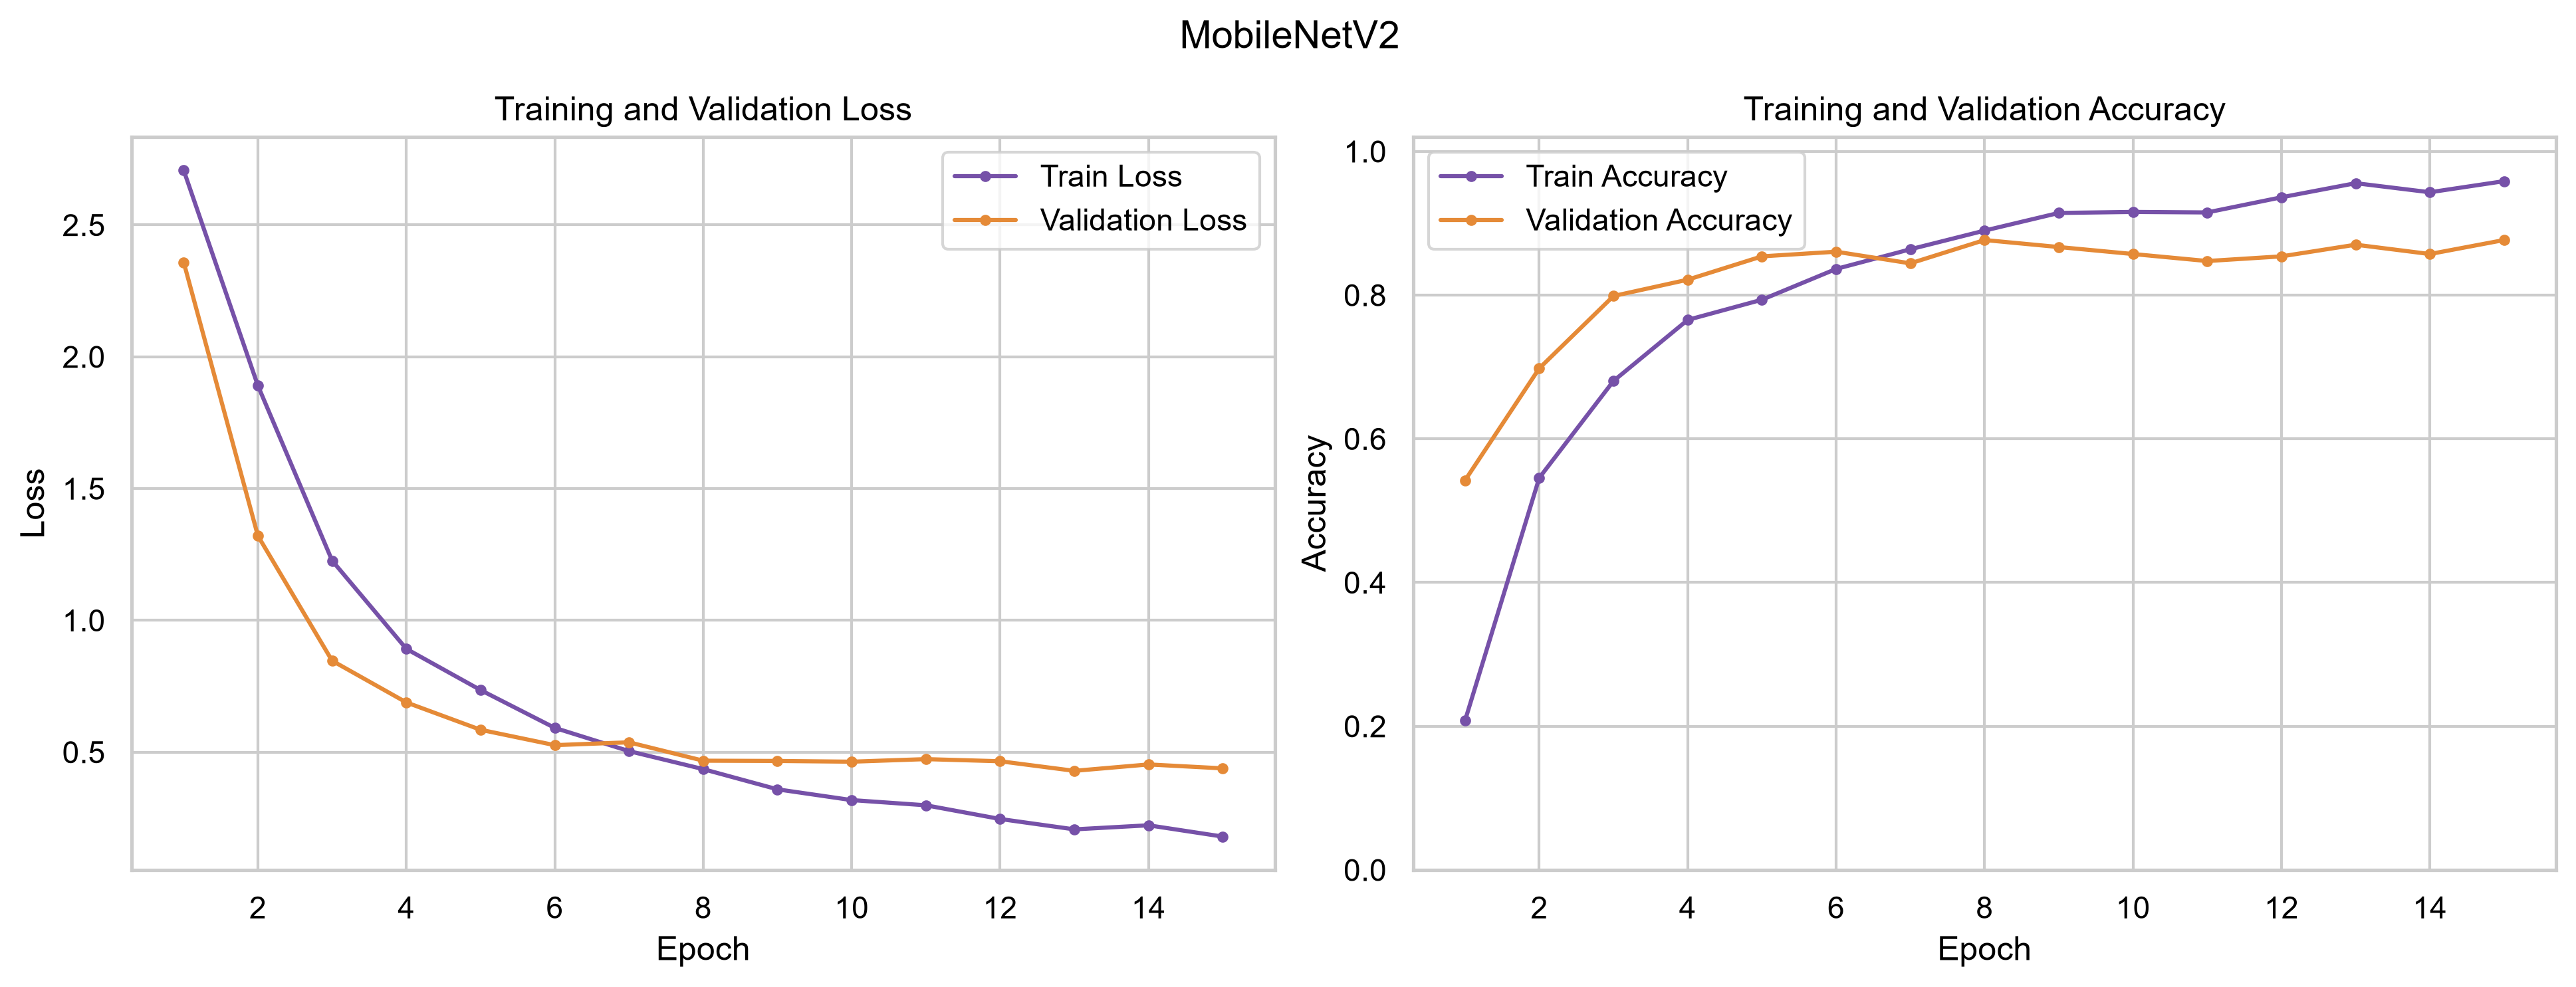 MobileNetV2
Training and Validation Loss
Train Loss
Validation Loss
2.5
2.0
1.5
1.0
0.5
Loss
2 4 6 8 10 12 14
Epoch
Training and Validation Accuracy
Train Accuracy
Validation Accuracy
1.0
0.8
0.6
0.4
0.2
0.0
Accuracy
2 4 6 8 10 12 14
Epoch